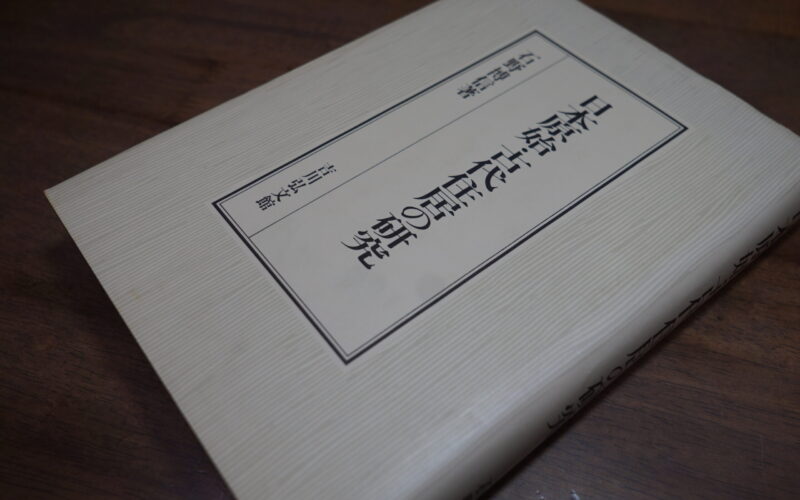 日本原始・古代住居の研究
石野博信著
吉川弘文館